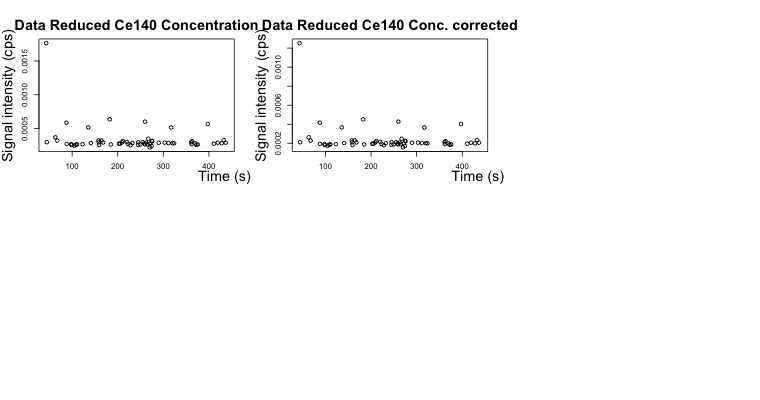 Data Reduced Ce140 Concentration
Signal intensity (cps)
0.0005 0.0010 0.0015
100 200 300 400
Time (s)
Data Reduced Ce140 Conc. corrected
Signal intensity (cps)
0.0002 0.0006 0.0010
100 200 300 400
Time (s)